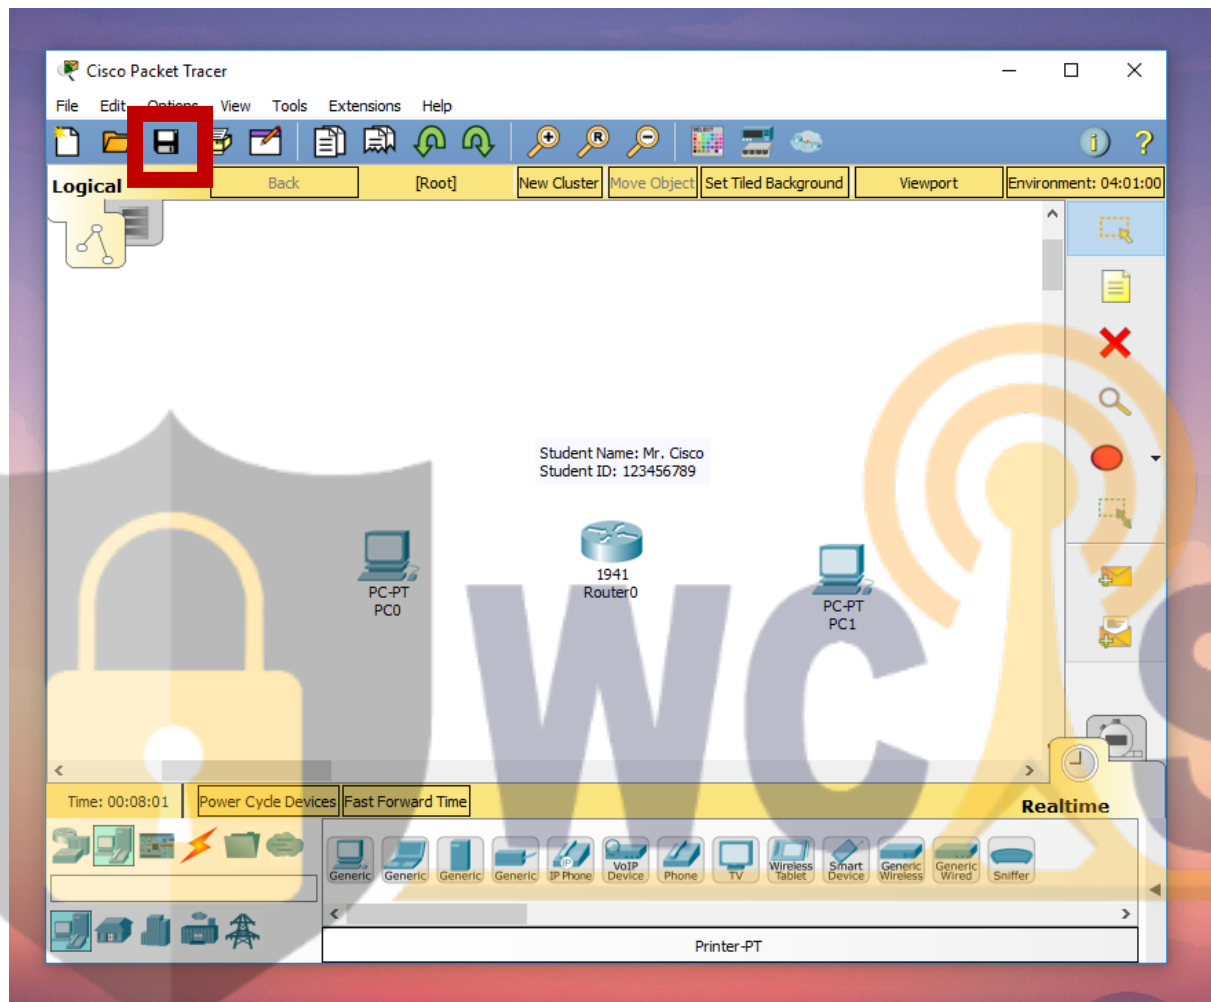 Cisco Packet Tracer
File Edit Options View Tools Extensions Help
SELECT
Logical Back [Root] New Cluster Move Object Set Tiled Background Viewport Environment: 04:01:00
Student Name: Mr. Cisco
Student ID: 123456789
1941
Router0
PC-PT
PC0
PC-PT
PC1
WC S
Time: 00:08:01 Power Cycle Devices Fast Forward Time
Realtime
Generic Generic Generic Generic IP Phone VoIP Device Phone TV Wireless Tablet Smart Device Generic Wireless Generic Wired Sniffer
Printer-PT